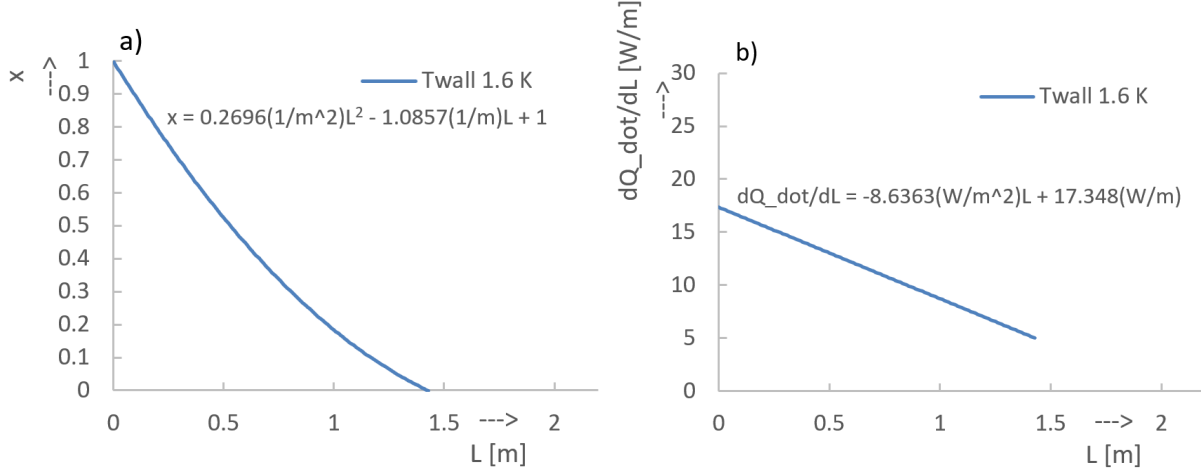 a)
x
--->
1
0.9
0.8
0.7
0.6
0.5
0.4
0.3
0.2
0.1
0
Twall 1.6 K
x = 0.2696(1/m^2)L² - 1.0857(1/m)L + 1
0 0.5 1 1.5 ---> 2
L [m]
b)
dQ_dot/dL [W/m]
--->
30
25
20
15
10
5
0
Twall 1.6 K
dQ_dot/dL = -8.6363(W/m^2)L + 17.348(W/m)
0 0.5 1 1.5 ---> 2
L [m]